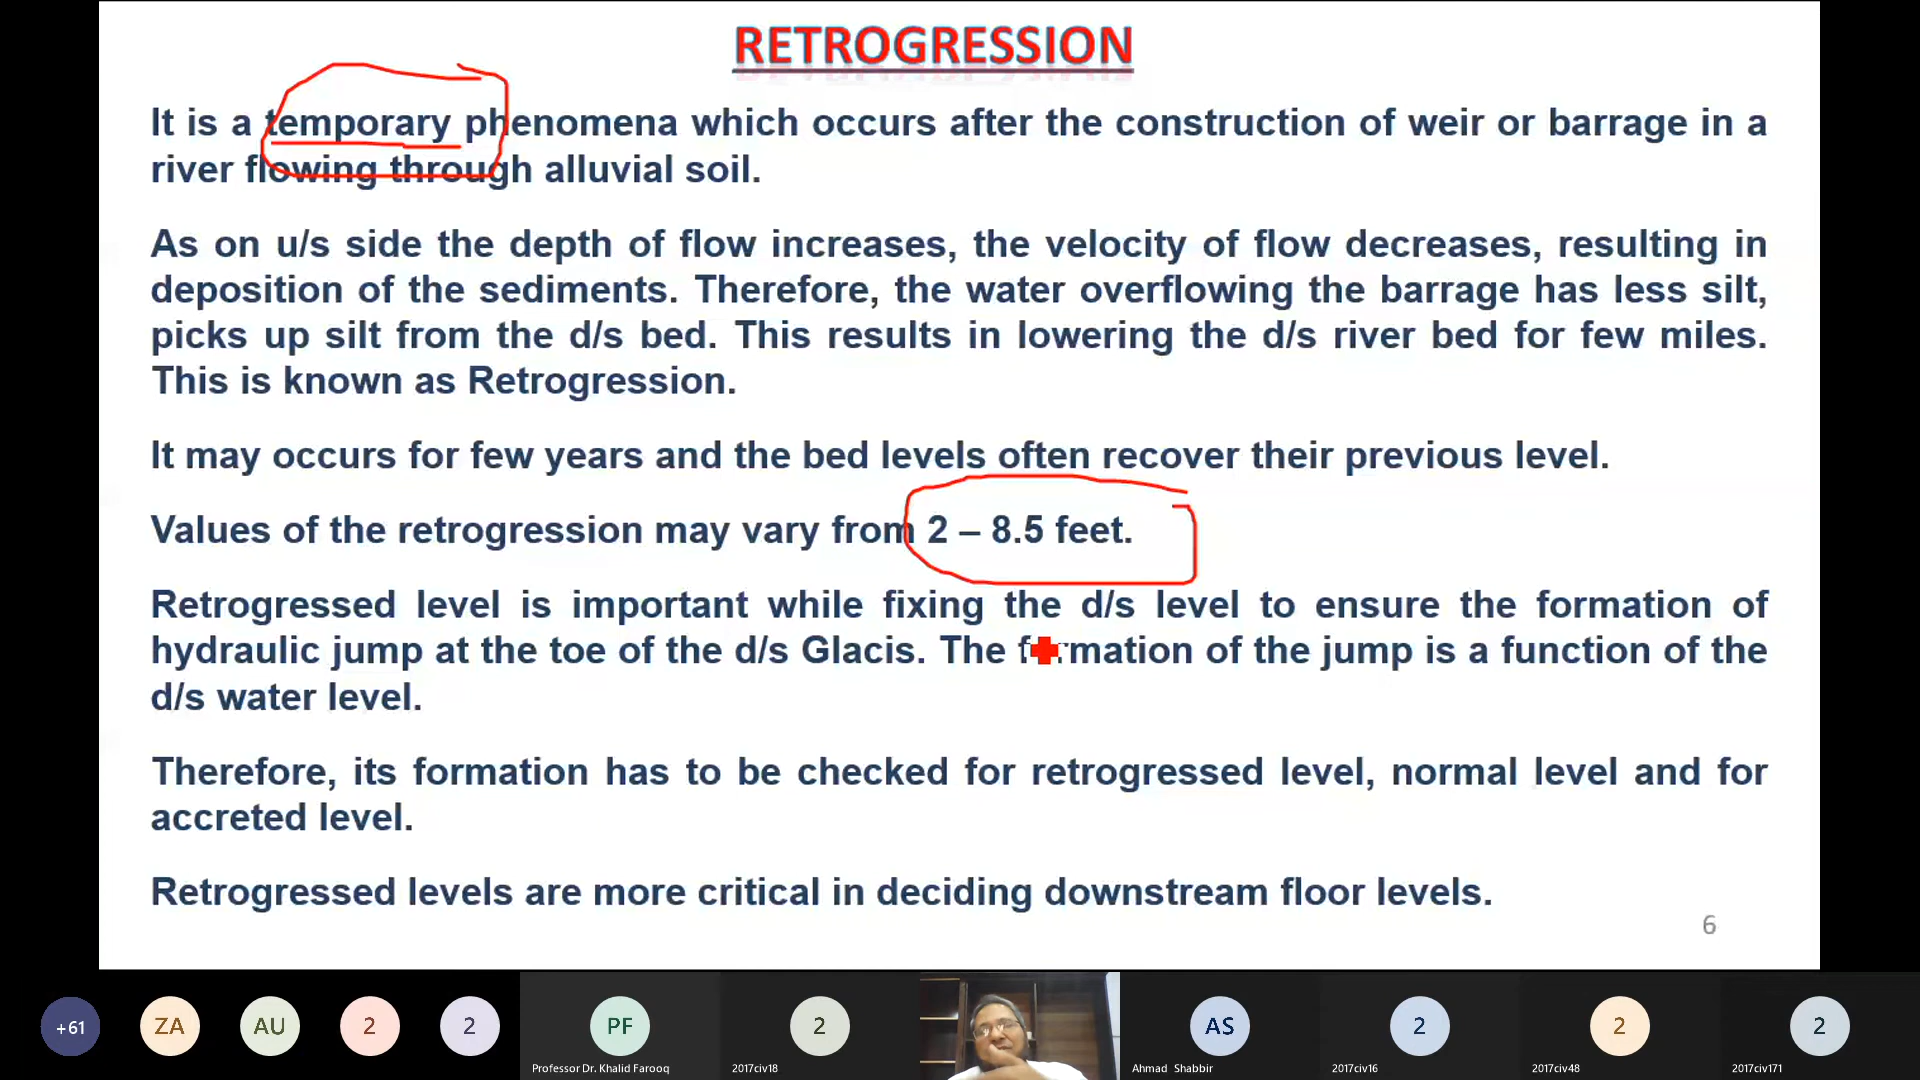 RETROGRESSION
It is a temporary phenomena which occurs after the construction of weir or barrage in a
river flowing through alluvial soil.
As on u/s side the depth of flow increases, the velocity of flow decreases, resulting in
deposition of the sediments. Therefore, the water overflowing the barrage has less silt,
picks up silt from the d/s bed. This results in lowering the d/s river bed for few miles.
This is known as Retrogression.
It may occurs for few years and the bed levels often recover their previous level.
Values of the retrogression may vary from 2 – 8.5 feet.
Retrogressed level is important while fixing the d/s level to ensure the formation of
hydraulic jump at the toe of the d/s Glacis. The formation of the jump is a function of the
d/s water level.
Therefore, its formation has to be checked for retrogressed level, normal level and for
accreted level.
Retrogressed levels are more critical in deciding downstream floor levels.
6
+61 ZA AU 2 2 PF 2 AS 2 2 2
Professor Dr. Khalid Farooq 2017civ18 Ahmad Shabbir 2017civ16 2017civ48 2017civ171